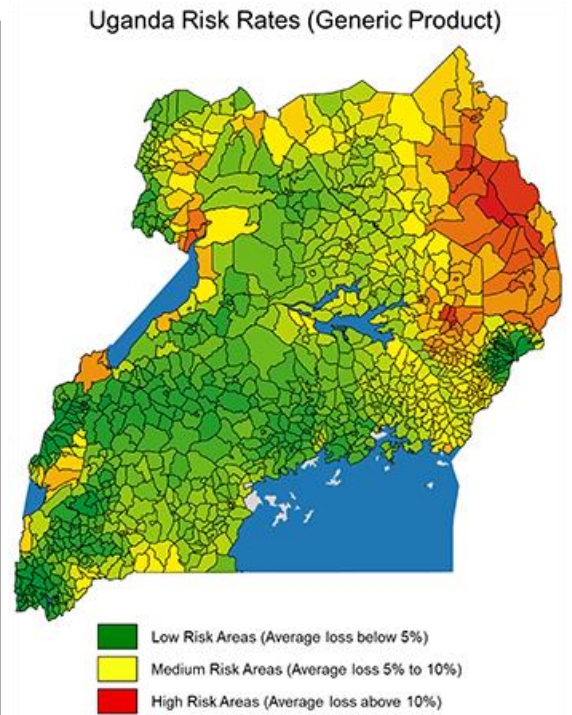 Uganda Risk Rates (Generic Product)
Low Risk Areas (Average loss below 5%)
Medium Risk Areas (Average loss 5% to 10%)
High Risk Areas (Average loss above 10%)